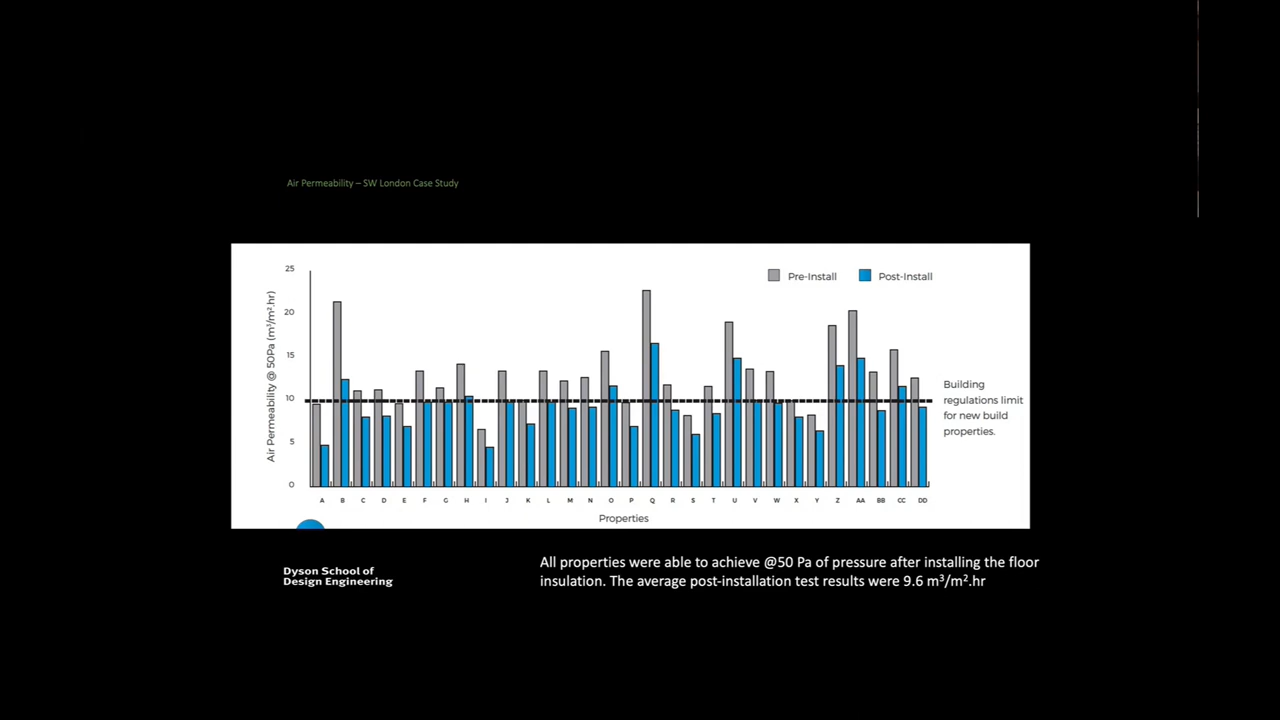 Air Permeability – SW London Case Study
25
Pre-Install
Post-Install
20
15
10
5
0
Air Permeability @ 50Pa (m³/m².hr)
Building
regulations limit
for new build
properties.
A B C D E F G H I J K L M N O P Q R S T U V W X Y Z AA BB CC DD
Properties
All properties were able to achieve @50 Pa of pressure after installing the floor
insulation. The average post-installation test results were 9.6 m³/m².hr
Dyson School of
Design Engineering